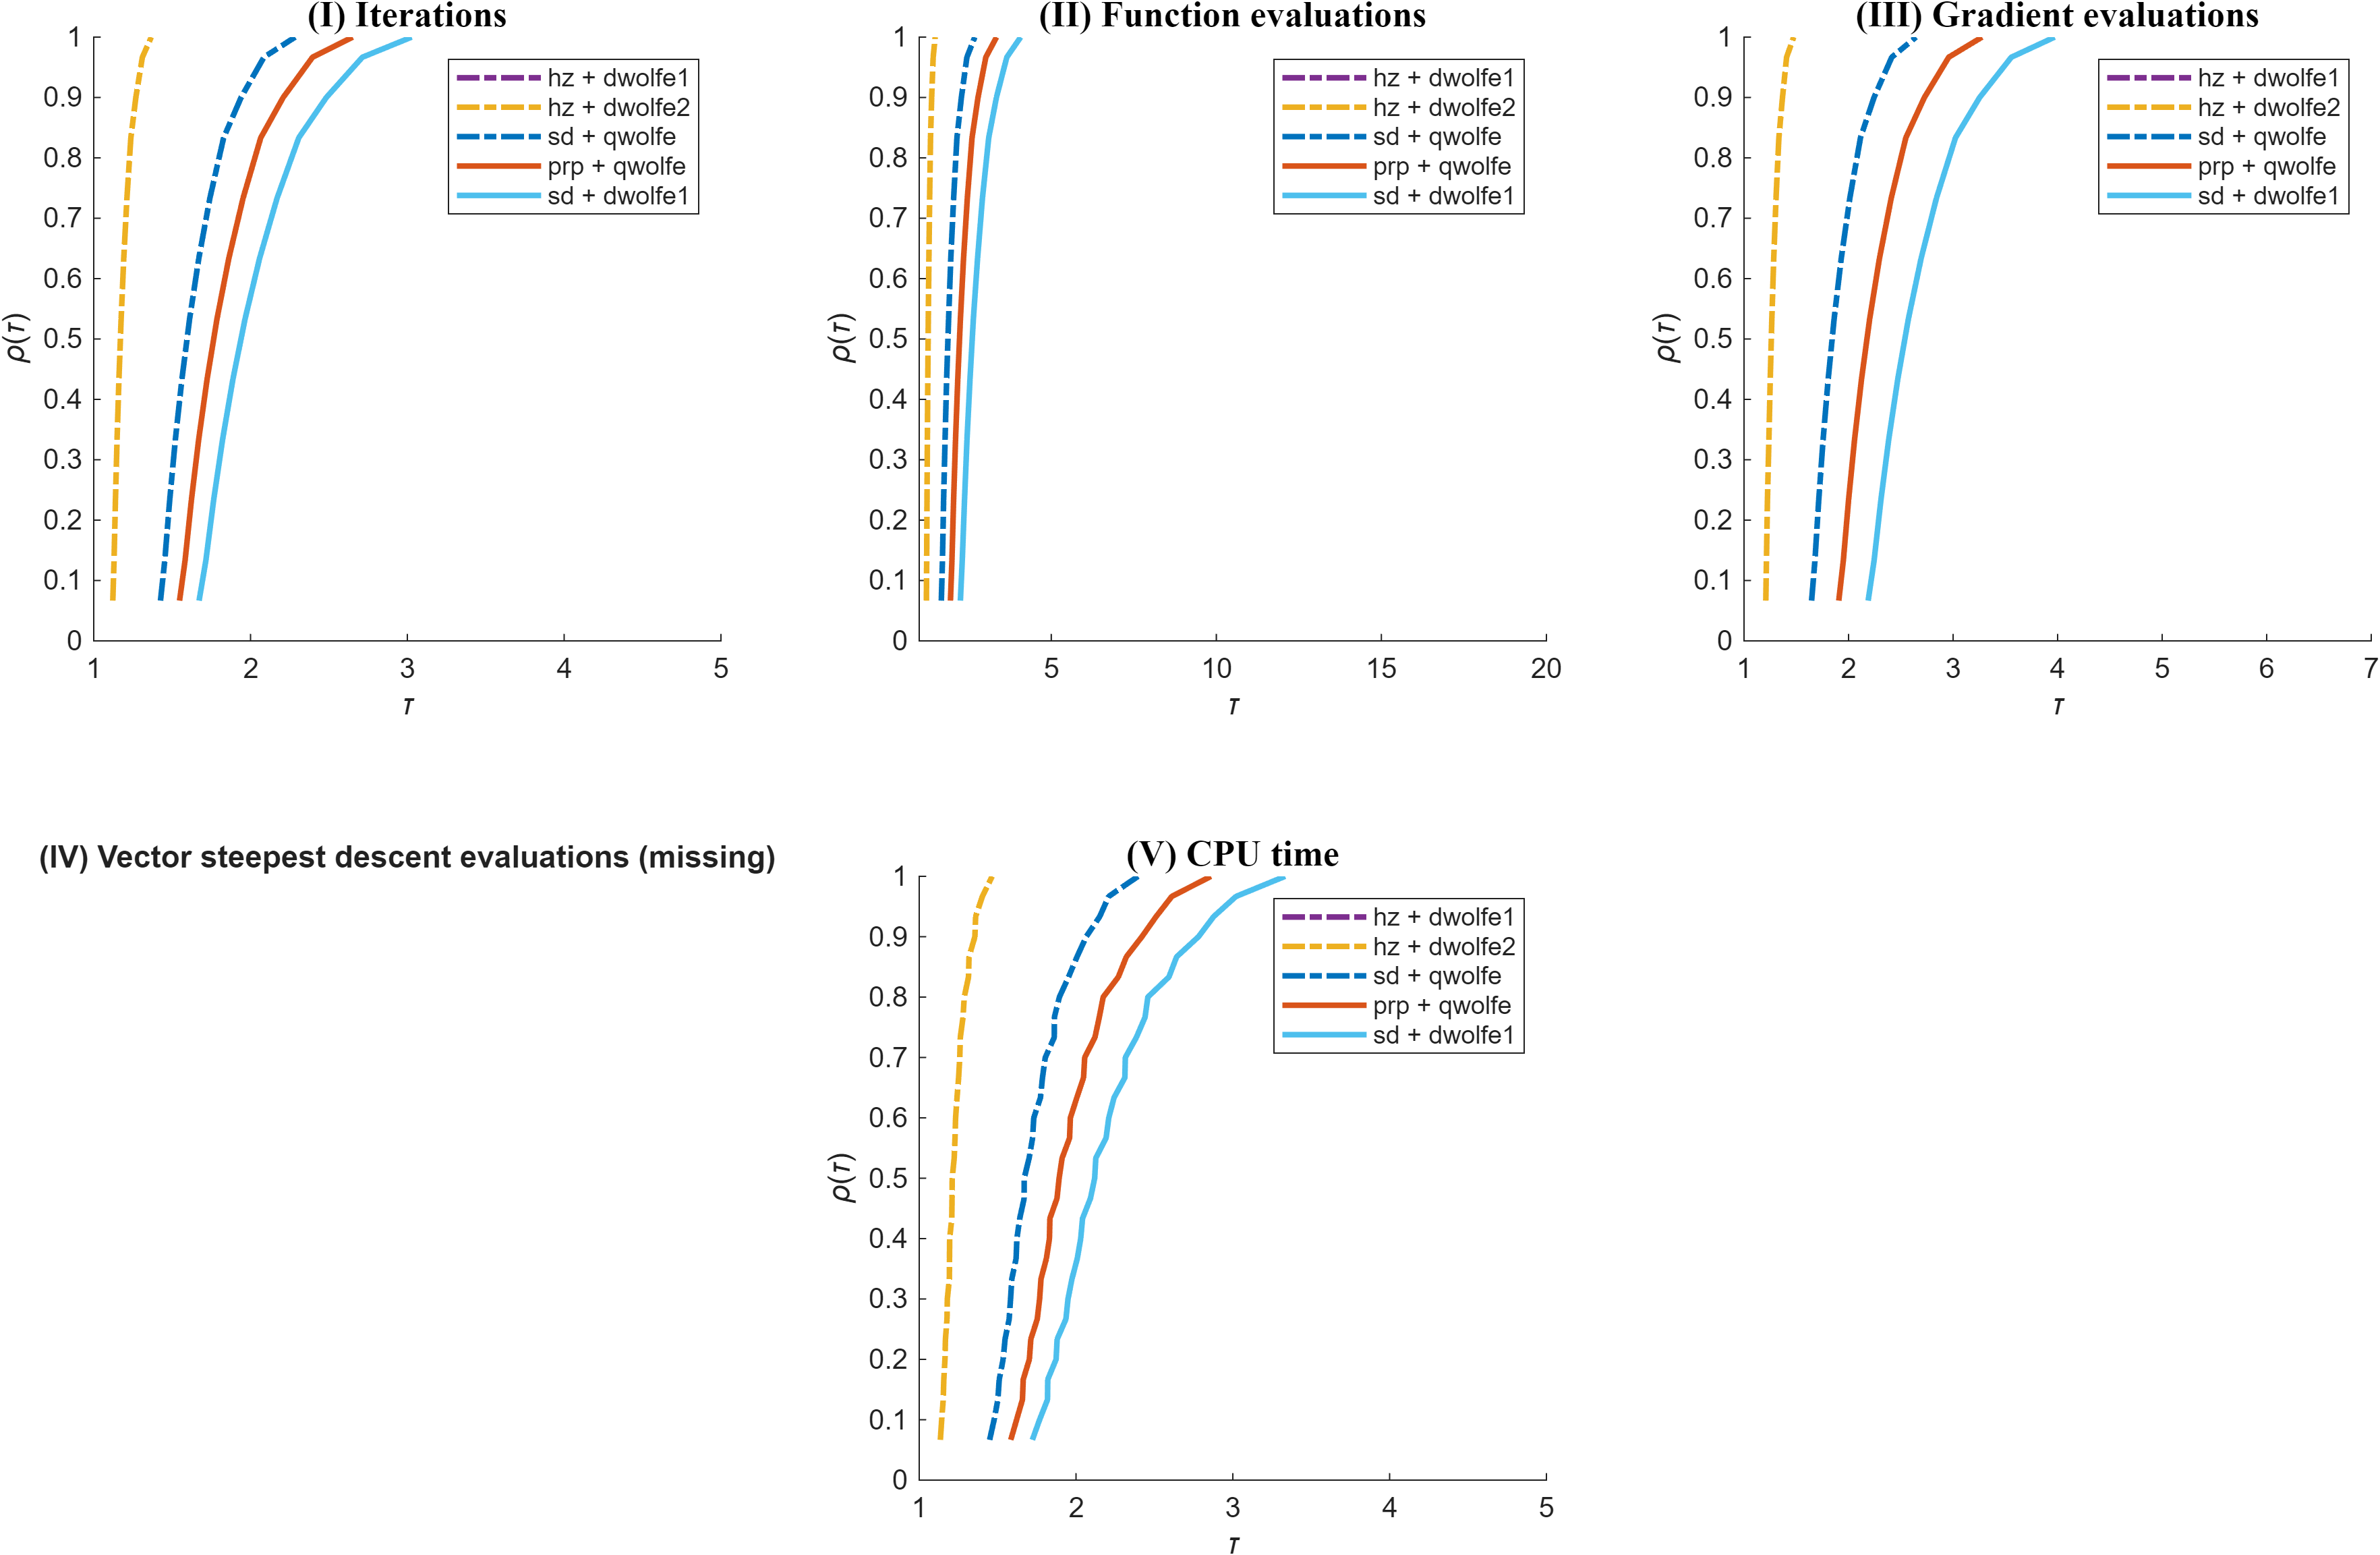 (I) Iterations
1
0.9
0.8
0.7
0.6
0.5
0.4
0.3
0.2
0.1
0
ρ(τ)
1 2 3 4 5
τ
hz + dwolfe1
hz + dwolfe2
sd + qwolfe
prp + qwolfe
sd + dwolfe1
(II) Function evaluations
1
0.9
0.8
0.7
0.6
0.5
0.4
0.3
0.2
0.1
0
ρ(τ)
5 10 15 20
τ
hz + dwolfe1
hz + dwolfe2
sd + qwolfe
prp + qwolfe
sd + dwolfe1
(III) Gradient evaluations
1
0.9
0.8
0.7
0.6
0.5
0.4
0.3
0.2
0.1
0
ρ(τ)
1 2 3 4 5 6 7
τ
hz + dwolfe1
hz + dwolfe2
sd + qwolfe
prp + qwolfe
sd + dwolfe1
(IV) Vector steepest descent evaluations (missing)
(V) CPU time
1
0.9
0.8
0.7
0.6
0.5
0.4
0.3
0.2
0.1
0
ρ(τ)
1 2 3 4 5
τ
hz + dwolfe1
hz + dwolfe2
sd + qwolfe
prp + qwolfe
sd + dwolfe1